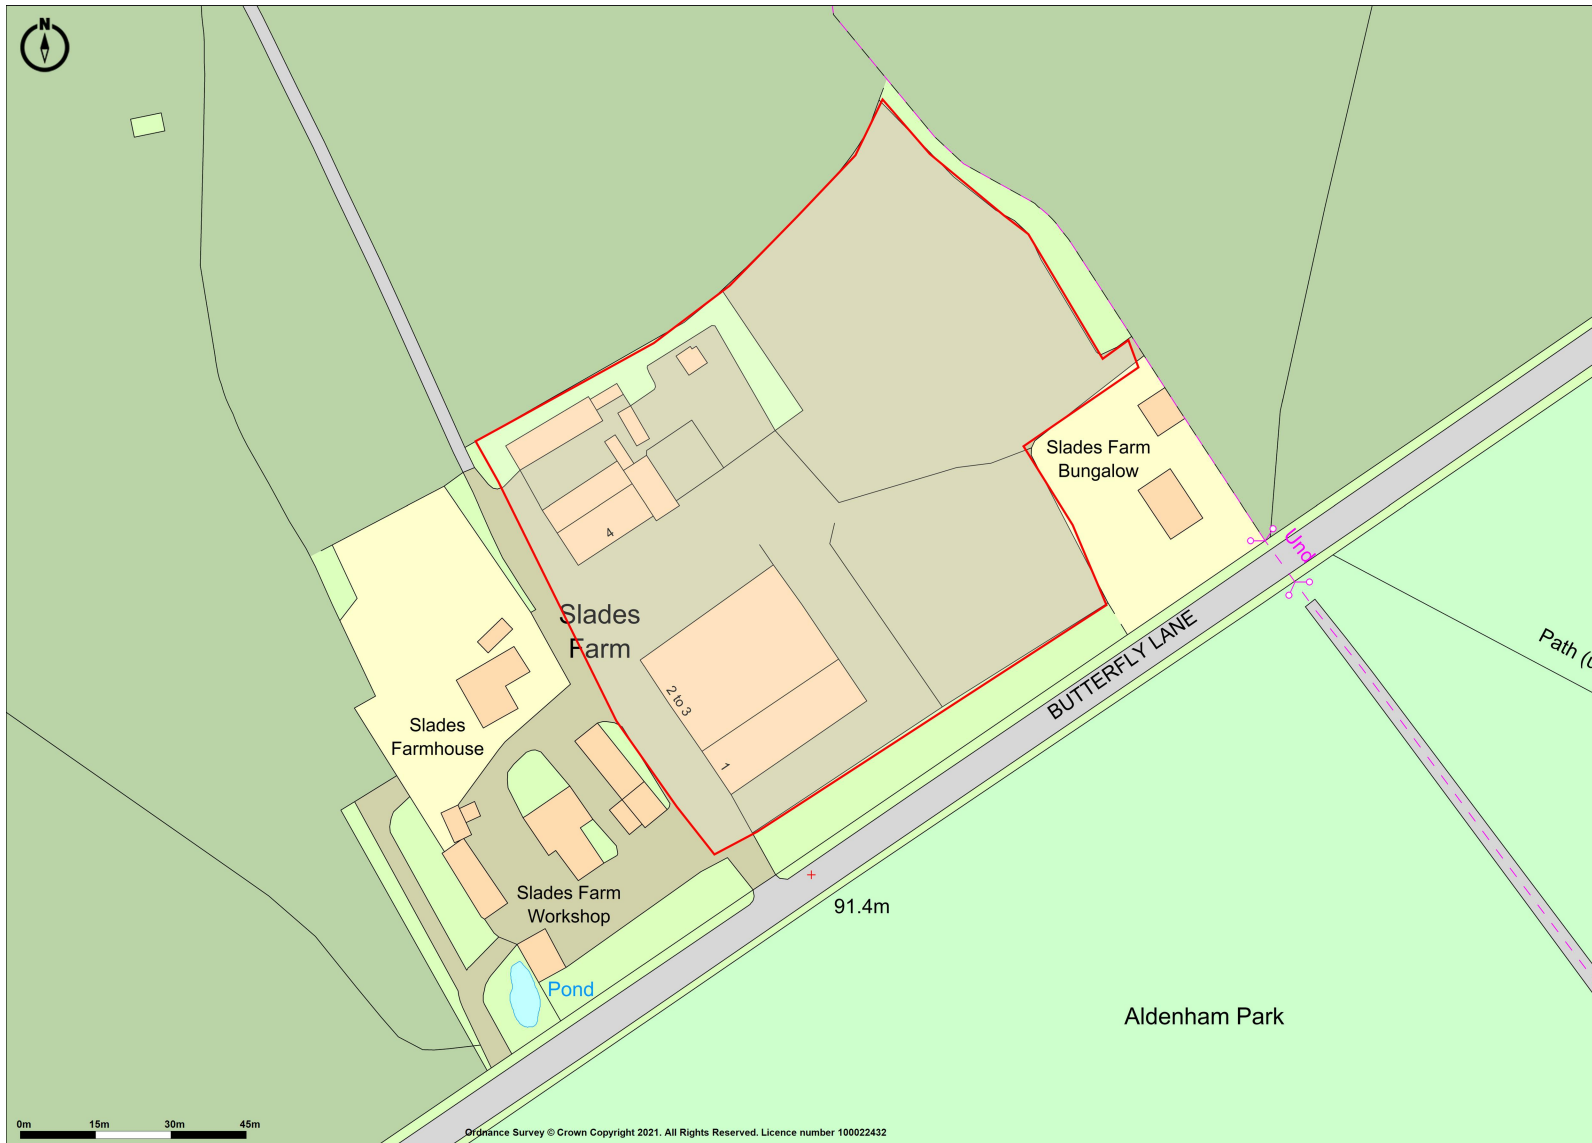 N
Slades Farm
Bungalow
Und
4
Slades
Farm
BUTTERFLY LANE
Path
2 to 3
Slades
Farmhouse
1
Slades Farm
Workshop
91.4m
Pond
Aldenham Park
0m 15m 30m 45m
Ordnance Survey © Crown Copyright 2021. All Rights Reserved. Licence number 100022432